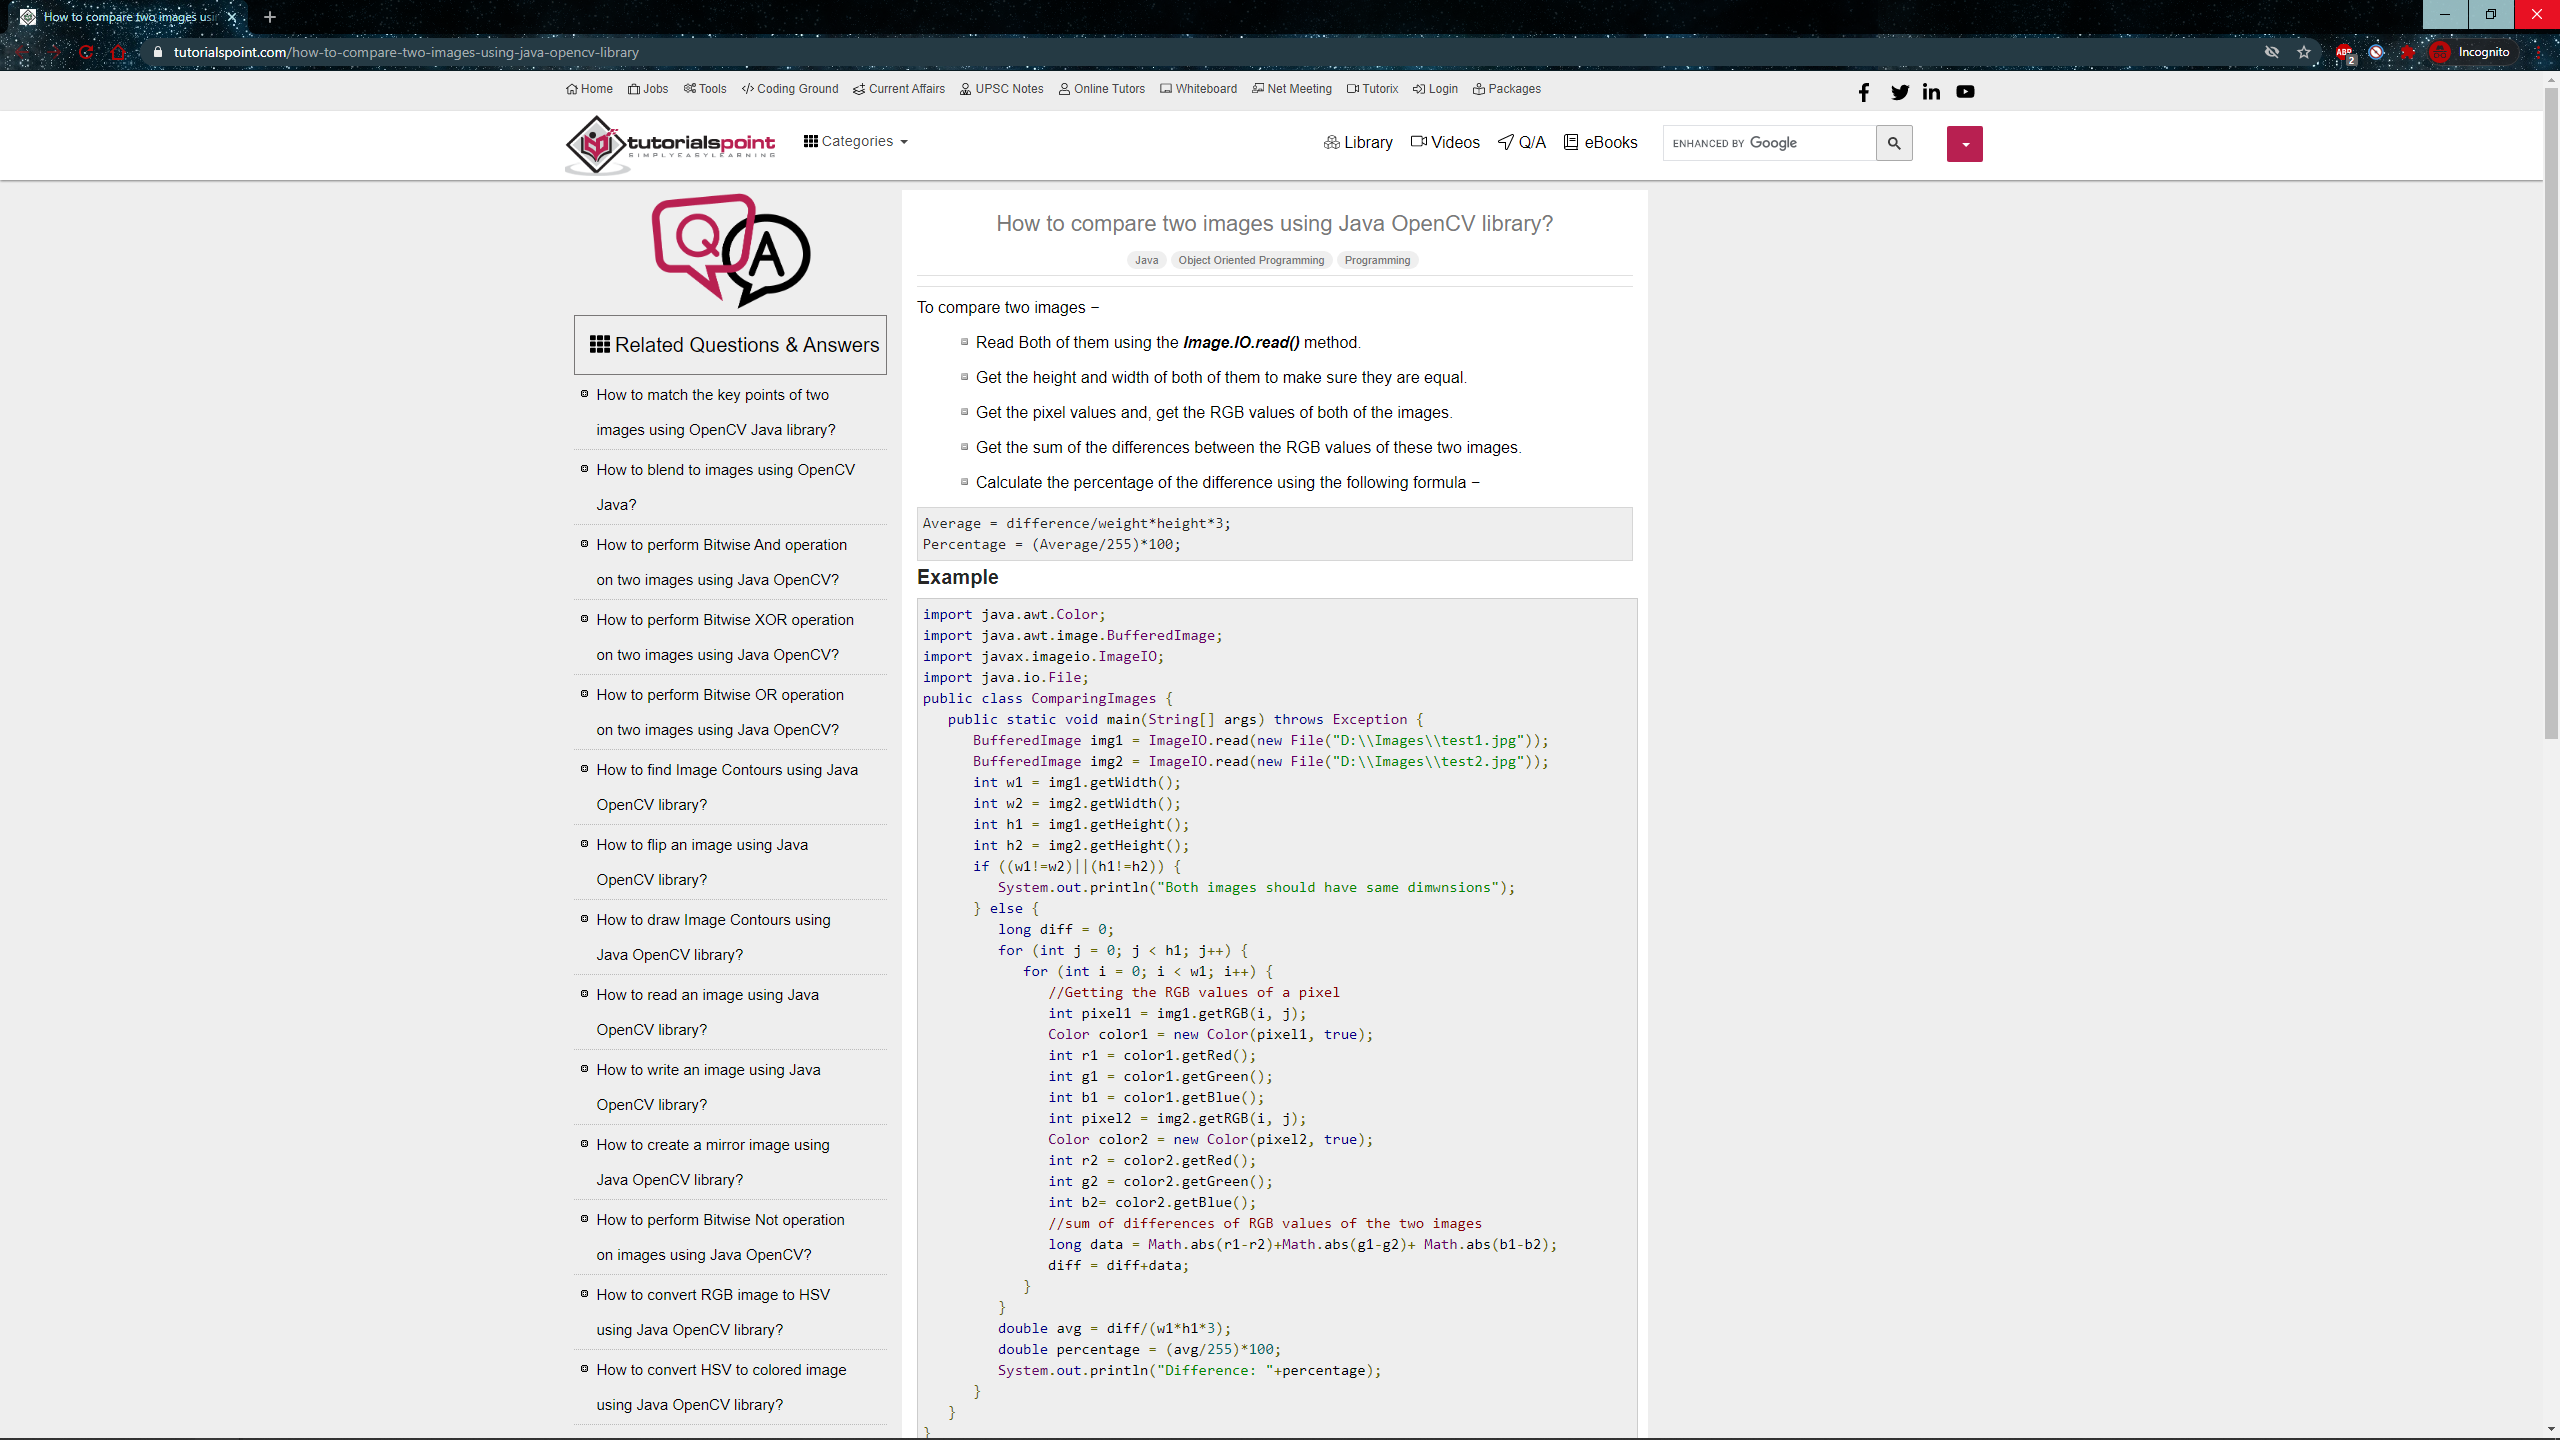 How to compare two images usi
tutorialspoint.com/how-to-compare-two-images-using-java-opencv-library
ABP
2
Incognito
Home Jobs Tools Coding Ground Current Affairs UPSC Notes Online Tutors Whiteboard Net Meeting Tutorix Login Packages
tutorialspoint
SIMPLYEASYLEARNING
Categories
Library Videos Q/A eBooks
ENHANCED BY Google
Q A
Related Questions & Answers
How to match the key points of two
images using OpenCV Java library?
How to blend to images using OpenCV
Java?
How to perform Bitwise And operation
on two images using Java OpenCV?
How to perform Bitwise XOR operation
on two images using Java OpenCV?
How to perform Bitwise OR operation
on two images using Java OpenCV?
How to find Image Contours using Java
OpenCV library?
How to flip an image using Java
OpenCV library?
How to draw Image Contours using
Java OpenCV library?
How to read an image using Java
OpenCV library?
How to write an image using Java
OpenCV library?
How to create a mirror image using
Java OpenCV library?
How to perform Bitwise Not operation
on images using Java OpenCV?
How to convert RGB image to HSV
using Java OpenCV library?
How to convert HSV to colored image
using Java OpenCV library?
How to compare two images using Java OpenCV library?
Java Object Oriented Programming Programming
To compare two images −
Read Both of them using the Image.IO.read() method.
Get the height and width of both of them to make sure they are equal.
Get the pixel values and, get the RGB values of both of the images.
Get the sum of the differences between the RGB values of these two images.
Calculate the percentage of the difference using the following formula −
Average = difference/weight*height*3;
Percentage = (Average/255)*100;
Example
import java.awt.Color;
import java.awt.image.BufferedImage;
import javax.imageio.ImageIO;
import java.io.File;
public class ComparingImages {
public static void main(String[] args) throws Exception {
BufferedImage img1 = ImageIO.read(new File("D:\\Images\\test1.jpg"));
BufferedImage img2 = ImageIO.read(new File("D:\\Images\\test2.jpg"));
int w1 = img1.getWidth();
int w2 = img2.getWidth();
int h1 = img1.getHeight();
int h2 = img2.getHeight();
if ((w1!=w2)||(h1!=h2)) {
System.out.println("Both images should have same dimwnsions");
} else {
long diff = 0;
for (int j = 0; j < h1; j++) {
for (int i = 0; i < w1; i++) {
//Getting the RGB values of a pixel
int pixel1 = img1.getRGB(i, j);
Color color1 = new Color(pixel1, true);
int r1 = color1.getRed();
int g1 = color1.getGreen();
int b1 = color1.getBlue();
int pixel2 = img2.getRGB(i, j);
Color color2 = new Color(pixel2, true);
int r2 = color2.getRed();
int g2 = color2.getGreen();
int b2= color2.getBlue();
//sum of differences of RGB values of the two images
long data = Math.abs(r1-r2)+Math.abs(g1-g2)+ Math.abs(b1-b2);
diff = diff+data;
}
}
double avg = diff/(w1*h1*3);
double percentage = (avg/255)*100;
System.out.println("Difference: "+percentage);
}
}
}